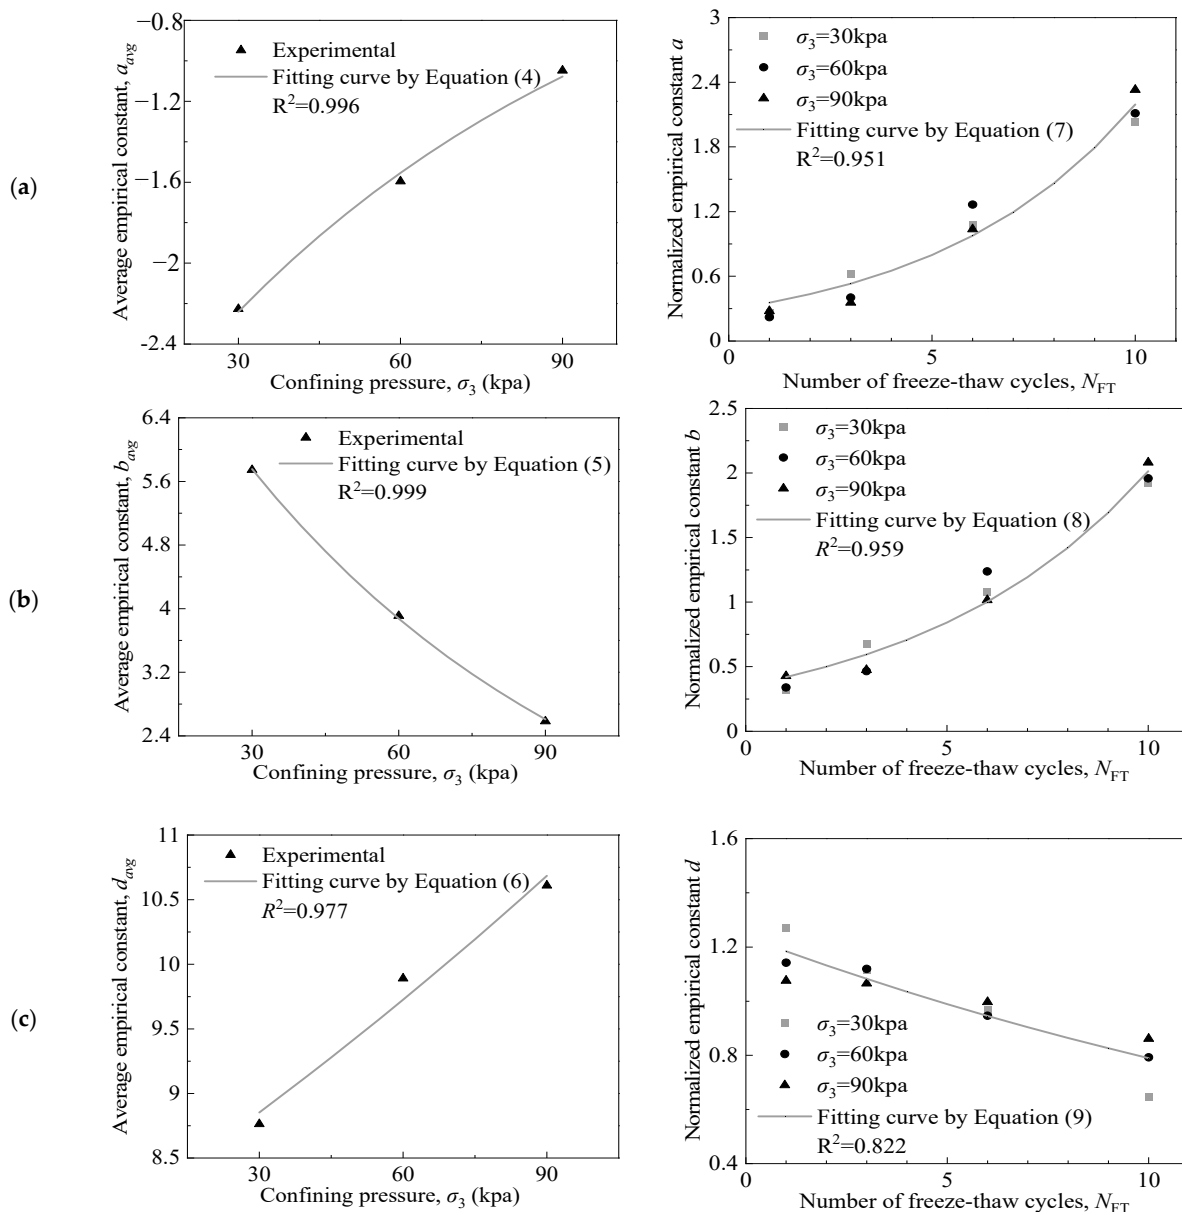 (a)
Average empirical constant, a_avg
−0.8
−1.2
−1.6
−2
-2.4
30
60
90
Confining pressure, σ3 (kpa)
Experimental
Fitting curve by Equation (4)
R²=0.996
Normalized empirical constant a
3
2.4
1.8
1.2
0.6
0
0
5
10
Number of freeze-thaw cycles, N_FT
σ3=30kpa
σ3=60kpa
σ3=90kpa
Fitting curve by Equation (7)
R²=0.951
(b)
Average empirical constant, b_avg
6.4
5.6
4.8
4
3.2
2.4
30
60
90
Confining pressure, σ3 (kpa)
Experimental
Fitting curve by Equation (5)
R²=0.999
Normalized empirical constant b
2.5
2
1.5
1
0.5
0
0
5
10
Number of freeze-thaw cycles, N_FT
σ3=30kpa
σ3=60kpa
σ3=90kpa
Fitting curve by Equation (8)
R²=0.959
(c)
Average empirical constant, d_avg
11
10.5
10
9.5
9
8.5
30
60
90
Confining pressure, σ3 (kpa)
Experimental
Fitting curve by Equation (6)
R²=0.977
Normalized empirical constant d
1.6
1.2
0.8
0.4
0
5
10
Number of freeze-thaw cycles, N_FT
σ3=30kpa
σ3=60kpa
σ3=90kpa
Fitting curve by Equation (9)
R²=0.822